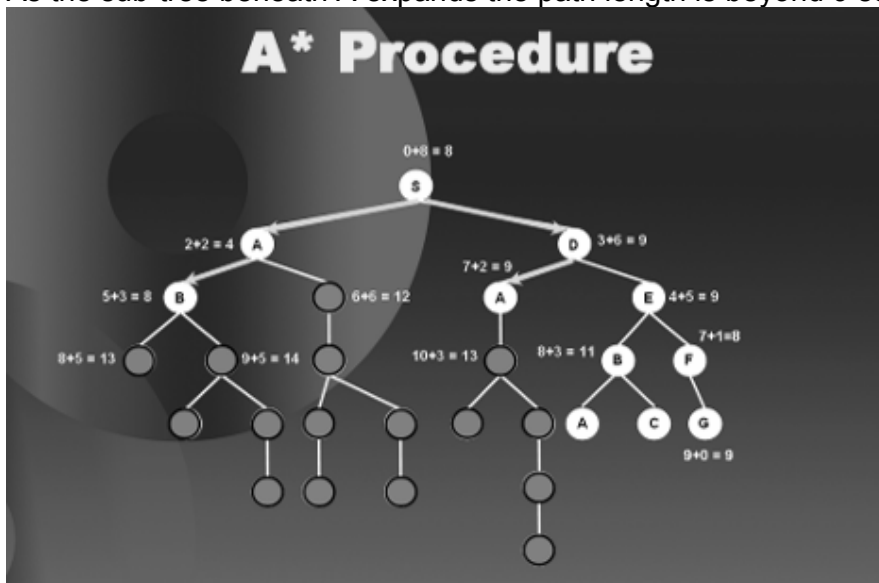 A* Procedure
0+8 = 8
S
2+2 = 4
A
D
3+6 = 9
7+2 = 9
5+3 = 8
B
6+6 = 12
A
E
4+5 = 9
7+1=8
8+5 = 13
9+5 = 14
10+3 = 13
8+3 = 11
B
F
A
C
G
9+0 = 9